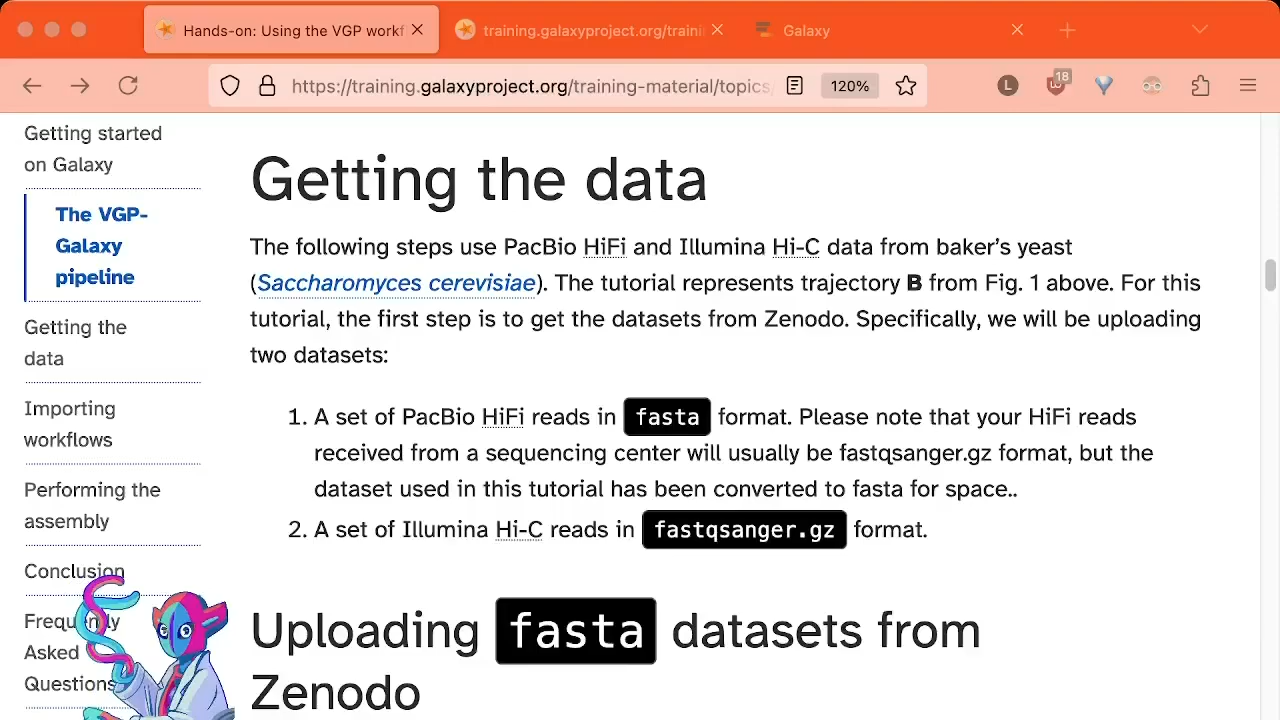 Hands-on: Using the VGP workf
training.galaxyproject.org/traini
Galaxy
https://training.galaxyproject.org/training-material/topics/
120%
L
18
Getting started
on Galaxy
The VGP-
Galaxy
pipeline
Getting the
data
Importing
workflows
Performing the
assembly
Conclusion
Frequently
Asked
Questions
Getting the data
The following steps use PacBio HiFi and Illumina Hi-C data from baker’s yeast
(Saccharomyces cerevisiae). The tutorial represents trajectory B from Fig. 1 above. For this
tutorial, the first step is to get the datasets from Zenodo. Specifically, we will be uploading
two datasets:
1. A set of PacBio HiFi reads in fasta format. Please note that your HiFi reads
received from a sequencing center will usually be fastqsanger.gz format, but the
dataset used in this tutorial has been converted to fasta for space..
2. A set of Illumina Hi-C reads in fastqsanger.gz format.
Uploading fasta datasets from
Zenodo